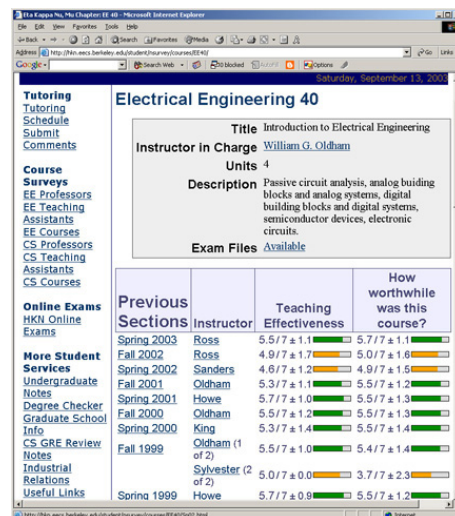 Eta Kappa Nu, Mu Chapter: EE 40 - Microsoft Internet Explorer
File Edit View Favorites Tools Help
Back Search Favorites Media
Address http://hkn.eecs.berkeley.edu/student/nsurvey/courses/EE40/ Go Links
Google Search Web blocked Options
Saturday, September 13, 2003
Tutoring
Tutoring
Schedule
Submit
Comments
Course
Surveys
EE Professors
EE Teaching
Assistants
EE Courses
CS Professors
CS Teaching
Assistants
CS Courses
Online Exams
HKN Online
Exams
More Student
Services
Undergraduate
Notes
Degree Checker
Graduate School
Info
CS GRE Review
Notes
Industrial
Relations
Useful Links
Electrical Engineering 40
Title Introduction to Electrical Engineering
Instructor in Charge William G. Oldham
Units 4
Description Passive circuit analysis, analog buiding
blocks and analog systems, digital
building blocks and digital systems,
semiconductor devices, electronic
circuits.
Exam Files Available
Previous
Sections
Instructor
Teaching
Effectiveness
How
worthwhile
was this
course?
Spring 2003 Ross 5.5/7 ± 1.1 5.7/7 ± 1.1
Fall 2002 Ross 4.9/7 ± 1.7 5.0/7 ± 1.6
Spring 2002 Sanders 4.6/7 ± 1.2 4.9/7 ± 1.5
Fall 2001 Oldham 5.3/7 ± 1.1 5.5/7 ± 1.2
Spring 2001 Howe 5.7/7 ± 1.0 5.5/7 ± 1.3
Fall 2000 Oldham 5.5/7 ± 1.2 5.5/7 ± 1.3
Spring 2000 King 5.3/7 ± 1.4 5.5/7 ± 1.4
Fall 1999 Oldham (1
of 2) 5.5/7 ± 1.0 5.4/7 ± 1.4
Sylvester (2
of 2) 5.0/7 ± 0.0 3.7/7 ± 2.3
Spring 1999 Howe 5.7/7 ± 0.9 5.5/7 ± 1.2
Internet